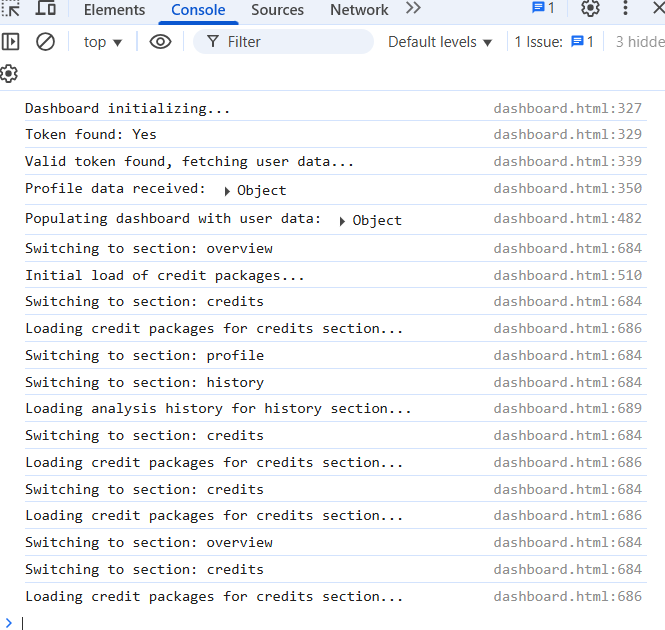 Elements Console Sources Network 1
top Filter Default levels 1 Issue: 1 3 hidde
Dashboard initializing... dashboard.html:327
Token found: Yes dashboard.html:329
Valid token found, fetching user data... dashboard.html:339
Profile data received: Object dashboard.html:350
Populating dashboard with user data: Object dashboard.html:482
Switching to section: overview dashboard.html:684
Initial load of credit packages... dashboard.html:510
Switching to section: credits dashboard.html:684
Loading credit packages for credits section... dashboard.html:686
Switching to section: profile dashboard.html:684
Switching to section: history dashboard.html:684
Loading analysis history for history section... dashboard.html:689
Switching to section: credits dashboard.html:684
Loading credit packages for credits section... dashboard.html:686
Switching to section: credits dashboard.html:684
Loading credit packages for credits section... dashboard.html:686
Switching to section: overview dashboard.html:684
Switching to section: credits dashboard.html:684
Loading credit packages for credits section... dashboard.html:686